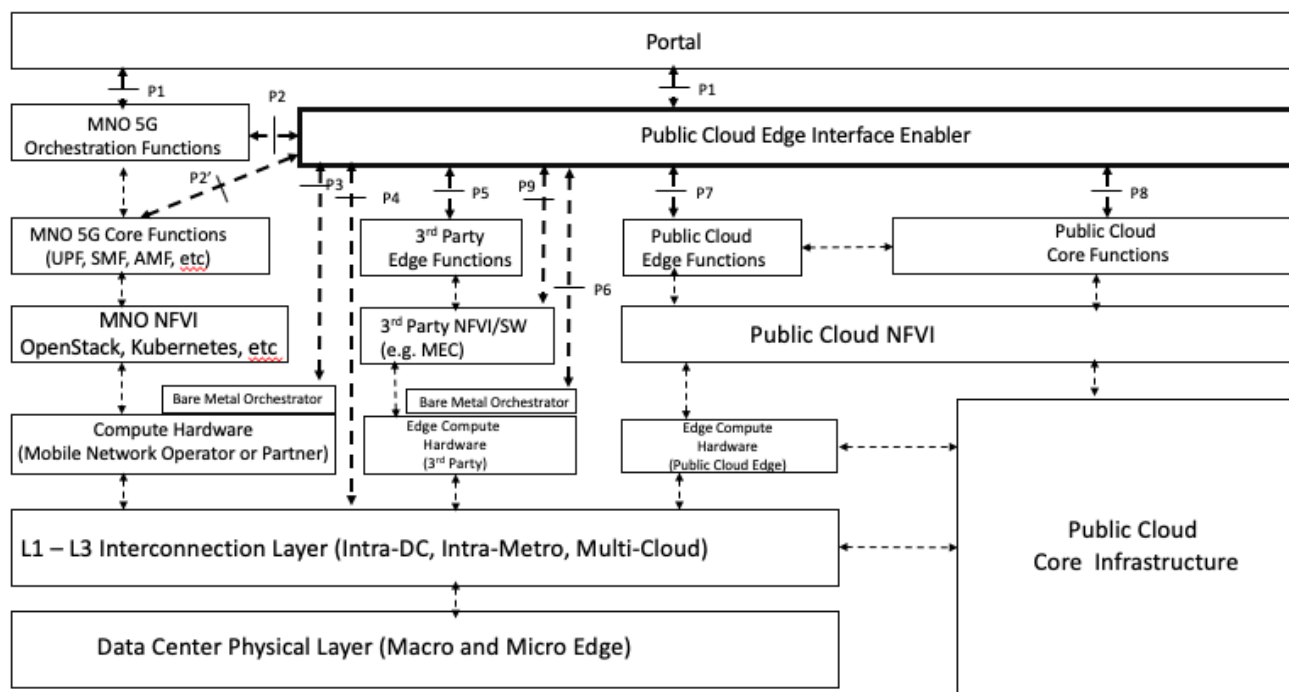 Portal
P1
P1
MNO 5G
Orchestration Functions
P2
Public Cloud Edge Interface Enabler
P2'
P3
P4
P5
P9
P7
P8
P6
MNO 5G Core Functions
(UPF, SMF, AMF, etc)
3rd Party
Edge Functions
Public Cloud
Edge Functions
Public Cloud
Core Functions
MNO NFVI
OpenStack, Kubernetes, etc
3rd Party NFVI/SW
(e.g. MEC)
Public Cloud NFVI
Bare Metal Orchestrator
Bare Metal Orchestrator
Compute Hardware
(Mobile Network Operator or Partner)
Edge Compute
Hardware
(3rd Party)
Edge Compute
Hardware
(Public Cloud Edge)
L1 – L3 Interconnection Layer (Intra-DC, Intra-Metro, Multi-Cloud)
Public Cloud
Core Infrastructure
Data Center Physical Layer (Macro and Micro Edge)